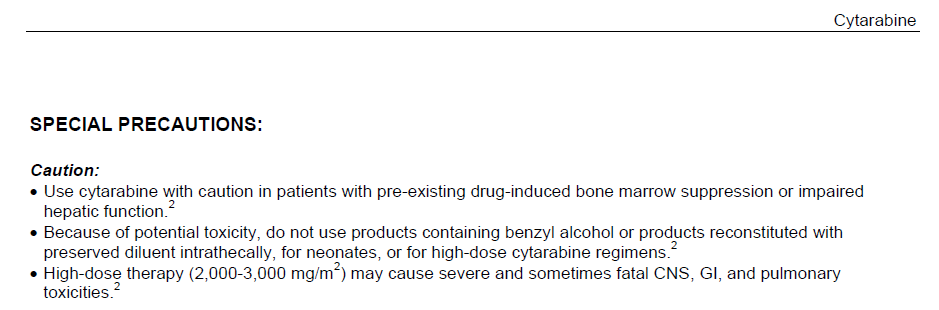 Cytarabine
SPECIAL PRECAUTIONS:
Caution:
• Use cytarabine with caution in patients with pre-existing drug-induced bone marrow suppression or impaired
hepatic function.²
• Because of potential toxicity, do not use products containing benzyl alcohol or products reconstituted with
preserved diluent intrathecally, for neonates, or for high-dose cytarabine regimens.²
• High-dose therapy (2,000-3,000 mg/m²) may cause severe and sometimes fatal CNS, GI, and pulmonary
toxicities.²